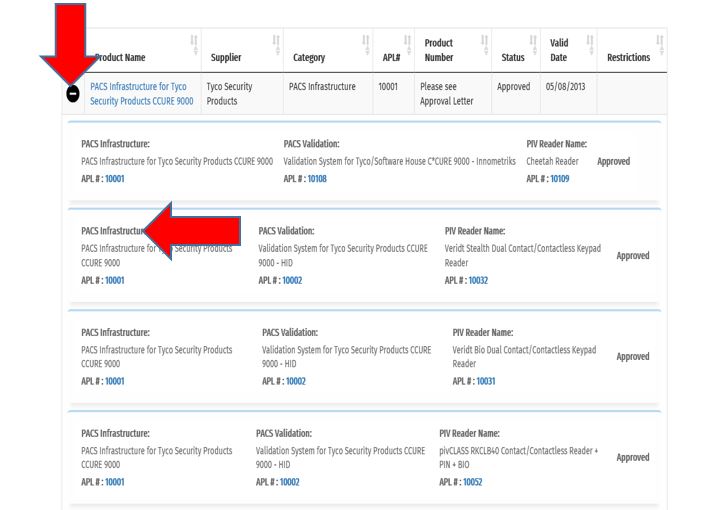 Product Name Supplier Category APL# Product Number Status Valid Date Restrictions
PACS Infrastructure for Tyco Security Products CCURE 9000
Tyco Security Products
PACS Infrastructure
10001
Please see Approval Letter
Approved
05/08/2013
PACS Infrastructure:
PACS Infrastructure for Tyco Security Products CCURE 9000
APL # : 10001
PACS Validation:
Validation System for Tyco/Software House C*CURE 9000 - Innometriks
APL # : 10108
PIV Reader Name:
Cheetah Reader
APL # : 10109
Approved
PACS
PACS Infrastructure for Security Products
CCURE 9000
APL # : 10001
PACS Validation:
Validation System for Tyco Security Products CCURE
9000 - HID
APL # : 10002
PIV Reader Name:
Veridt Stealth Dual Contact/Contactless Keypad
Reader
APL # : 10032
Approved
PACS Infrastructure:
PACS Infrastructure for Tyco Security Products
CCURE 9000
APL # : 10001
PACS Validation:
Validation System for Tyco Security Products CCURE
9000 - HID
APL # : 10002
PIV Reader Name:
Veridt Bio Dual Contact/Contactless Keypad
Reader
APL # : 10031
Approved
PACS Infrastructure:
PACS Infrastructure for Tyco Security Products
CCURE 9000
APL # : 10001
PACS Validation:
Validation System for Tyco Security Products CCURE
9000 - HID
APL # : 10002
PIV Reader Name:
pivCLASS RKCLB40 Contact/Contactless Reader +
PIN + BIO
APL # : 10052
Approved